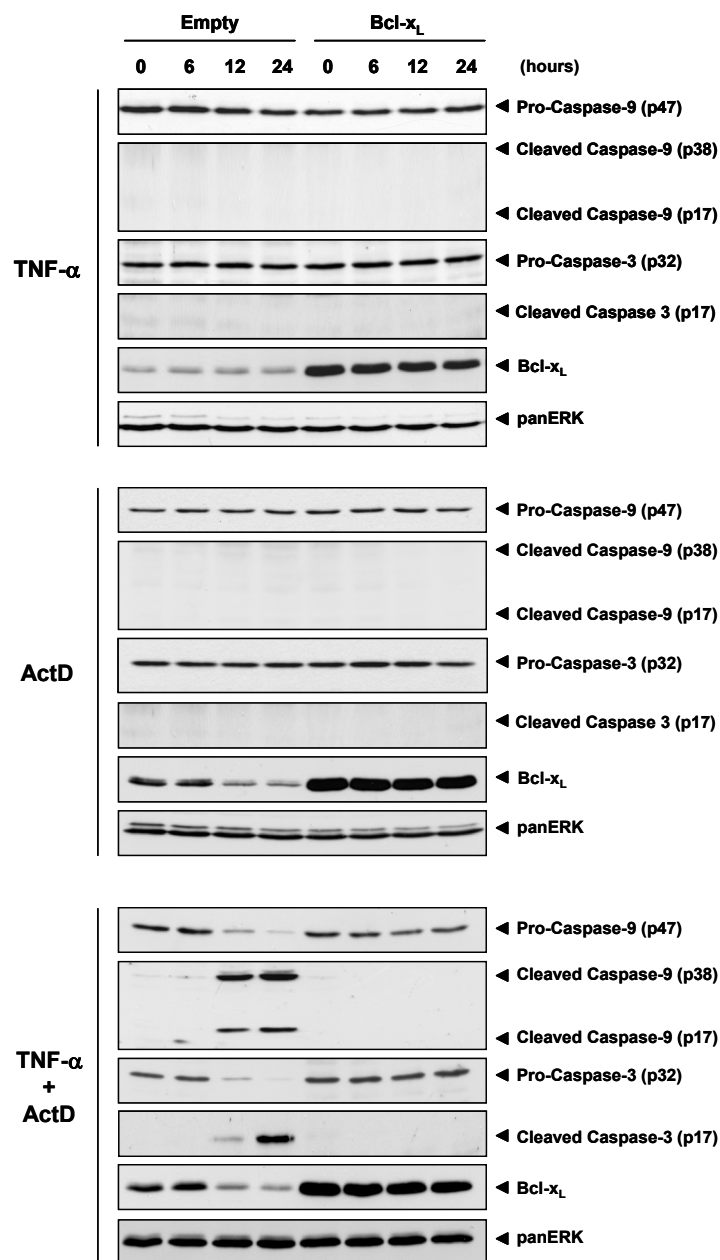 Empty Bcl-xL
0 6 12 24 0 6 12 24 (hours)
TNF-α
Pro-Caspase-9 (p47)
Cleaved Caspase-9 (p38)
Cleaved Caspase-9 (p17)
Pro-Caspase-3 (p32)
Cleaved Caspase 3 (p17)
Bcl-xL
panERK
ActD
Pro-Caspase-9 (p47)
Cleaved Caspase-9 (p38)
Cleaved Caspase-9 (p17)
Pro-Caspase-3 (p32)
Cleaved Caspase 3 (p17)
Bcl-xL
panERK
TNF-α
+
ActD
Pro-Caspase-9 (p47)
Cleaved Caspase-9 (p38)
Cleaved Caspase-9 (p17)
Pro-Caspase-3 (p32)
Cleaved Caspase-3 (p17)
Bcl-xL
panERK